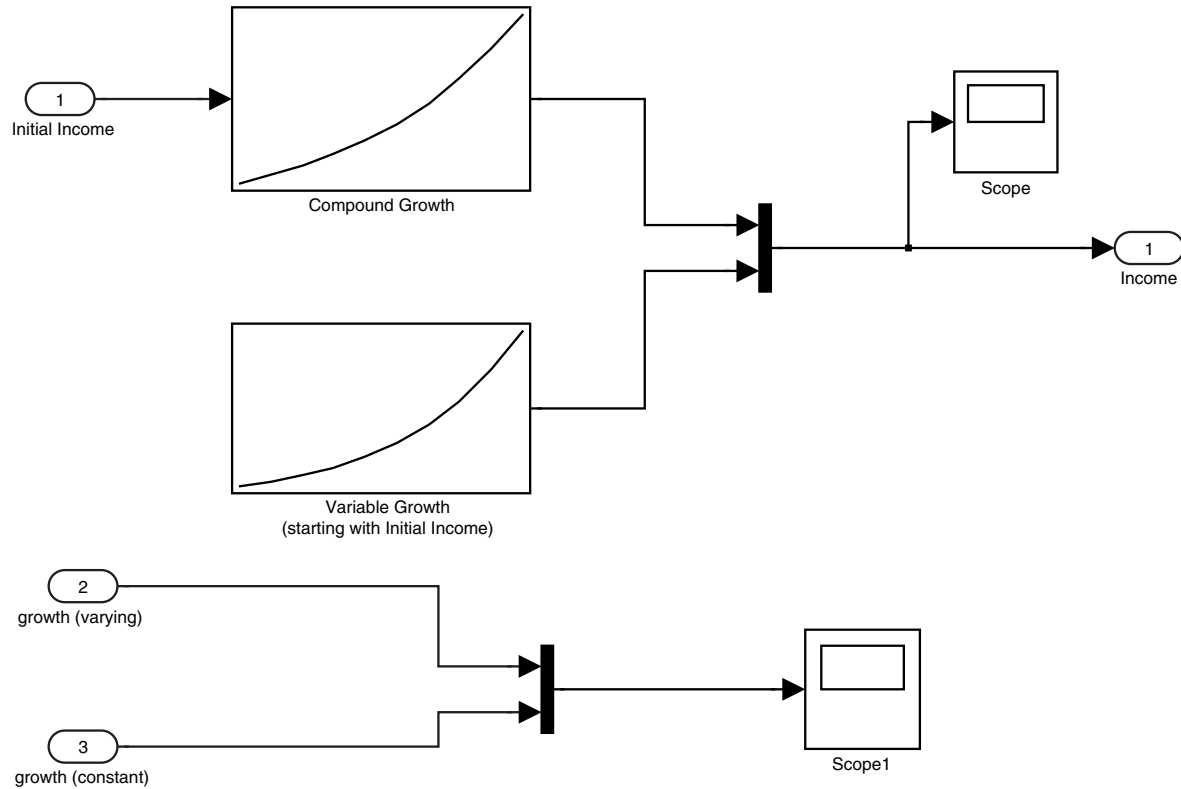 1
Initial Income
Compound Growth
Scope
1
Income
Variable Growth
(starting with Initial Income)
2
growth (varying)
3
growth (constant)
Scope1